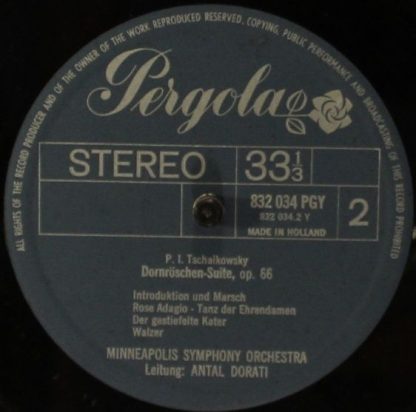 ALL RIGHTS OF THE RECORD PRODUCER AND OF THE OWNER OF THE WORK REPRODUCED RESERVED. COPYING, PUBLIC PERFORMANCE AND BROADCASTING OF THIS RECORD PROHIBITED.
Pergola
STEREO 33 1/3
832 034 PGY
832 034.2 Y
2
MADE IN HOLLAND
P. I. Tschaikowsky
Dornröschen-Suite, op. 66
Introduktion und Marsch
Rose Adagio - Tanz der Ehrendamen
Der gestiefelte Kater
Walzer
MINNEAPOLIS SYMPHONY ORCHESTRA
Leitung: ANTAL DORATI